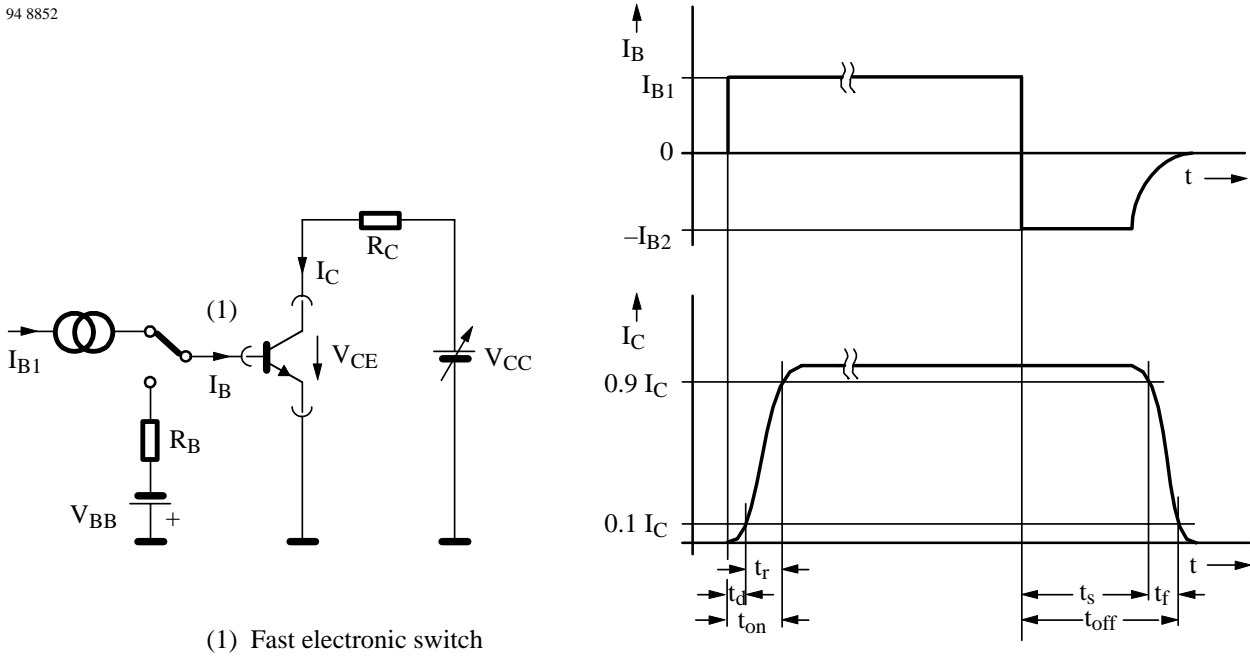 94 8852
I_B
I_B1
0
t
–I_B2
R_C
I_C
(1)
I_B1
I_B
V_CE
V_CC
R_B
V_BB
+
I_C
0.9 I_C
0.1 I_C
t
t_r
t_d
t_s
t_f
t_on
t_off
(1) Fast electronic switch